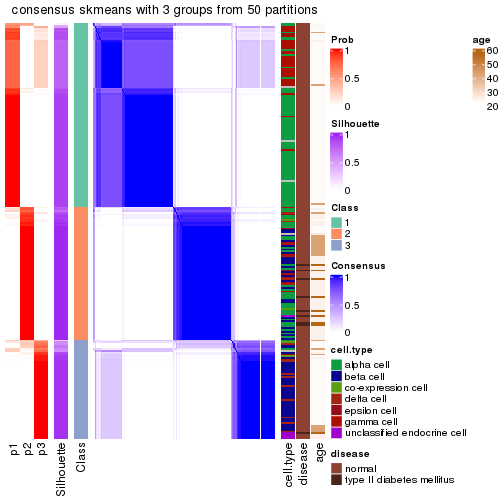 consensus skmeans with 3 groups from 50 partitions
Prob
1
0.5
0
Silhouette
1
0.5
0
Class
1
2
3
Consensus
1
0.5
0
cell.type
alpha cell
beta cell
co-expression cell
delta cell
epsilon cell
gamma cell
unclassified endocrine cell
disease
normal
type II diabetes mellitus
age
60
50
40
30
20
p1
p2
p3
Silhouette
Class
cell.type
disease
age